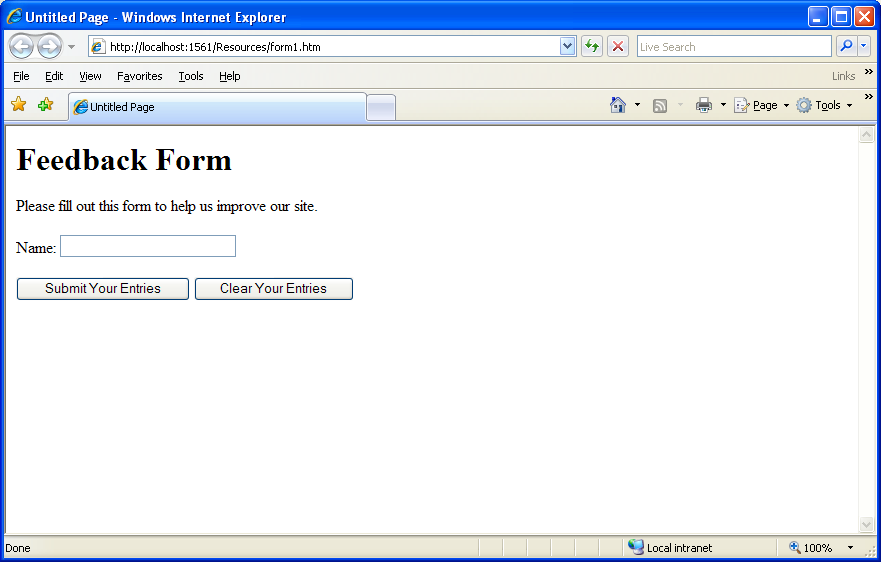 Untitled Page - Windows Internet Explorer
http://localhost:1561/Resources/form1.htm
Live Search
File Edit View Favorites Tools Help
Links »
Untitled Page
Page Tools »
Feedback Form
Please fill out this form to help us improve our site.
Name:
Submit Your Entries Clear Your Entries
Done
Local intranet
100%